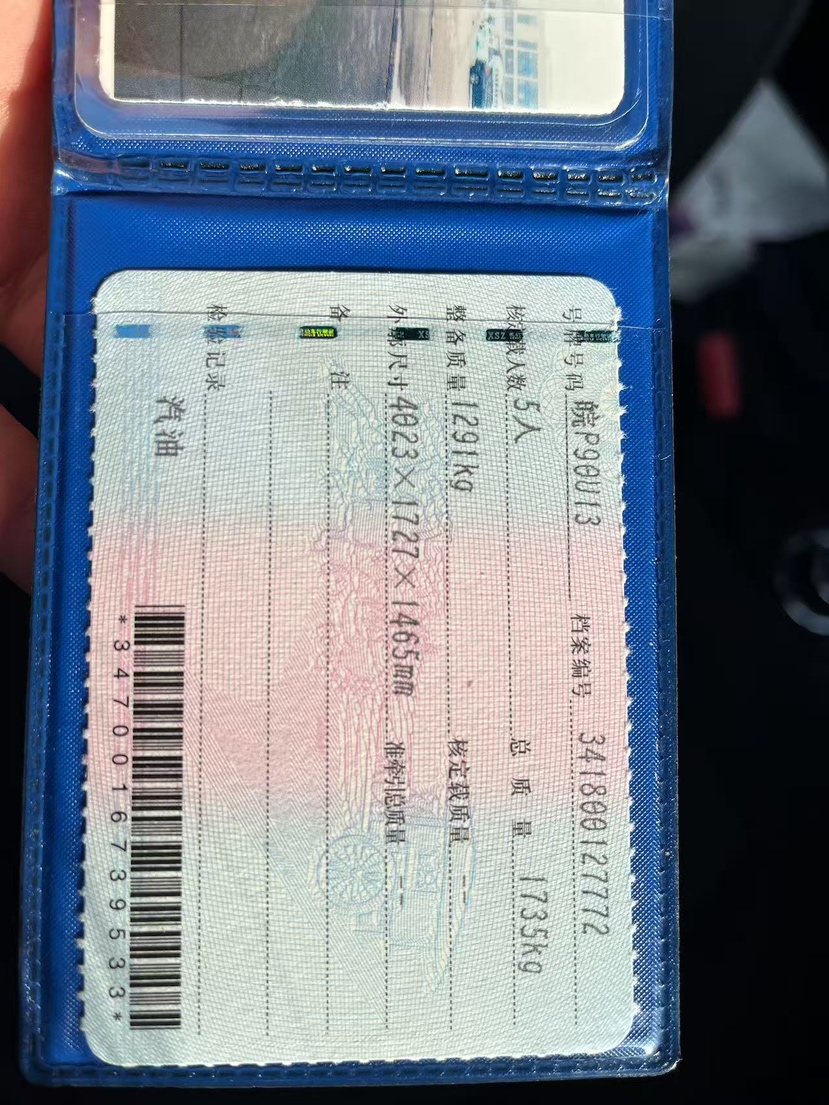 号牌号码 皖P90U13 档案编号 341800127772
核定载人数 5人 总质量 1735kg
整备质量 1291kg 核定载质量 --
外廓尺寸 4023×1727×1465mm 准牵引总质量 --
备注
检验记录
汽油
*3470016739533*